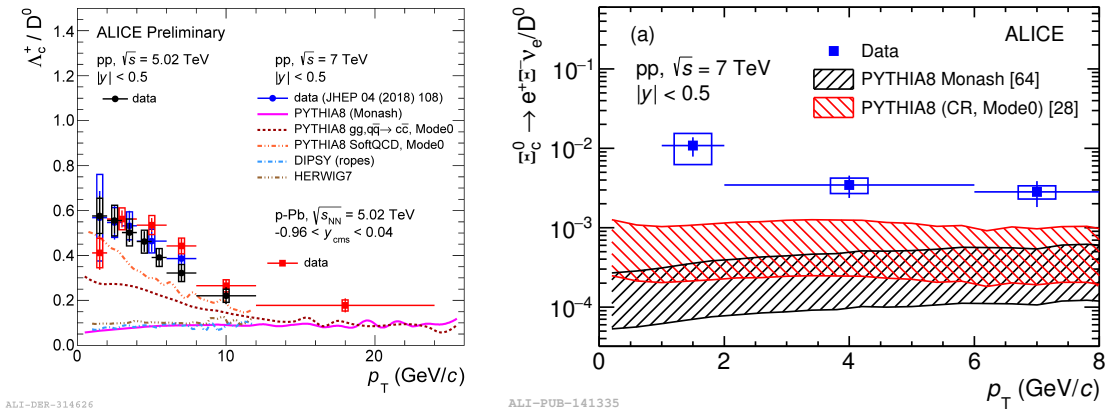 Λc+ / D0
ALICE Preliminary
pp, √s = 5.02 TeV
|y| < 0.5
data
pp, √s = 7 TeV
|y| < 0.5
data (JHEP 04 (2018) 108)
PYTHIA8 (Monash)
PYTHIA8 gg,qq̅→ cc̅, Mode0
PYTHIA8 SoftQCD, Mode0
DIPSY (ropes)
HERWIG7
p-Pb, √sNN = 5.02 TeV
-0.96 < ycms < 0.04
data
1.4
1.2
1.0
0.8
0.6
0.4
0.2
0.0
0
10
20
pT (GeV/c)
ALI-DER-314626
Ξc0 → e+Ξ-νe/D0
(a)
ALICE
pp, √s = 7 TeV
|y| < 0.5
Data
PYTHIA8 Monash [64]
PYTHIA8 (CR, Mode0) [28]
10−1
10−2
10−3
10−4
0
2
4
6
8
pT (GeV/c)
ALI-PUB-141335